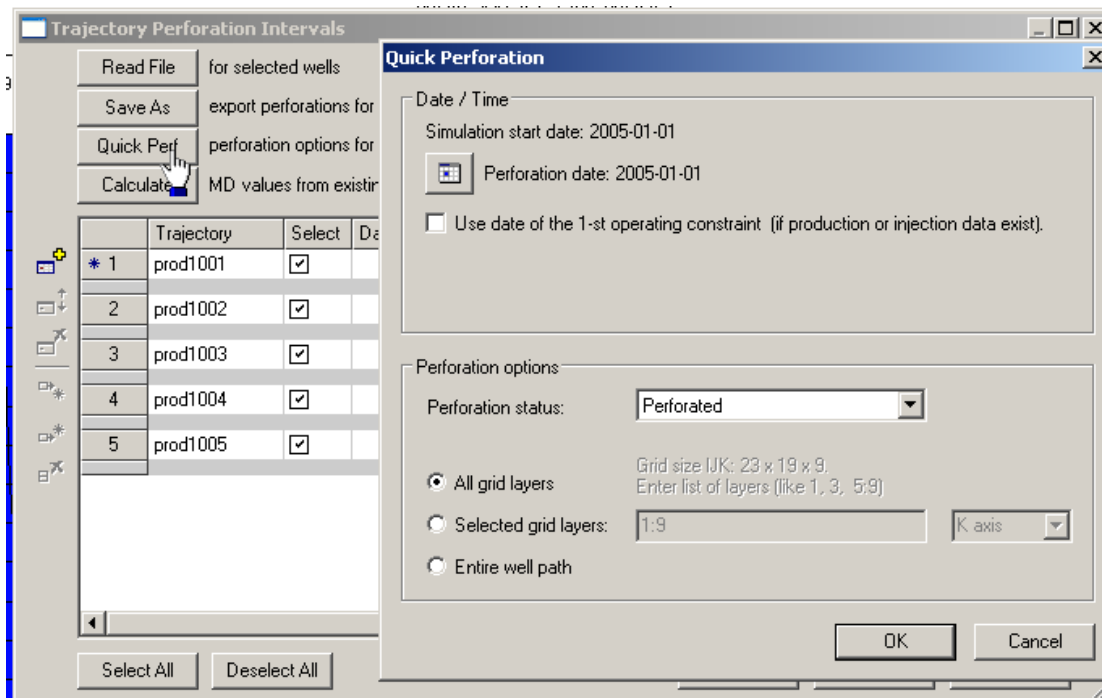 Trajectory Perforation Intervals
Read File for selected wells
Save As export perforations for
Quick Perf perforation options for
Calculate MD values from existin
Trajectory Select Da
* 1 prod1001
2 prod1002
3 prod1003
4 prod1004
5 prod1005
Select All Deselect All
Quick Perforation
Date / Time
Simulation start date: 2005-01-01
Perforation date: 2005-01-01
Use date of the 1-st operating constraint (if production or injection data exist).
Perforation options
Perforation status: Perforated
All grid layers
Grid size IJK: 23 x 19 x 9.
Enter list of layers (like 1, 3, 5:9)
Selected grid layers: 1:9 K axis
Entire well path
OK Cancel